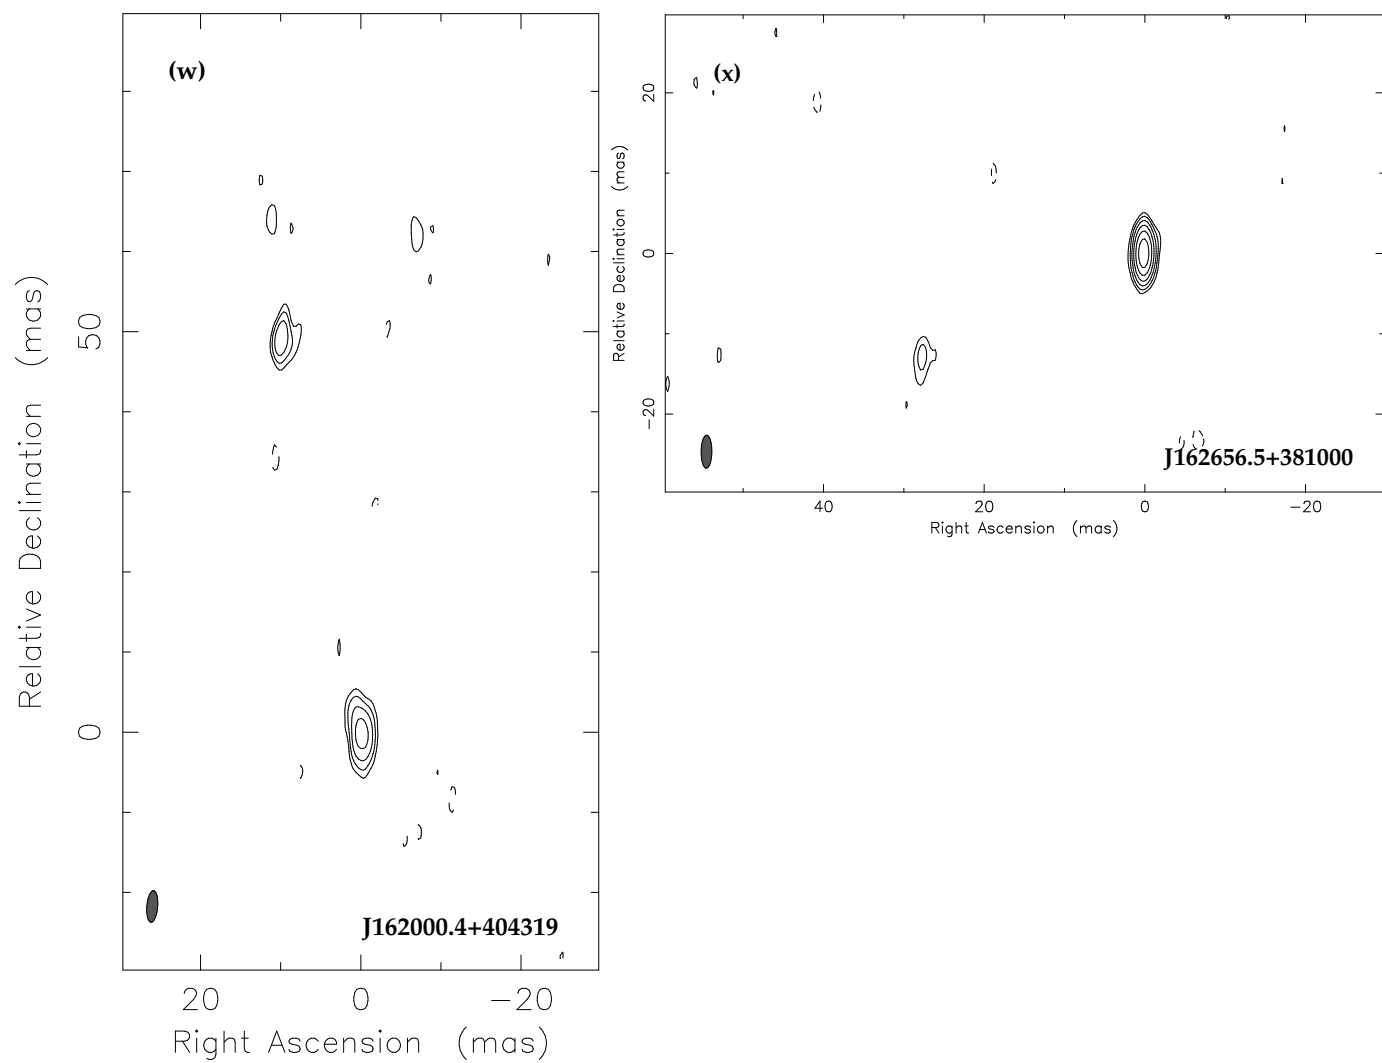 (w)
Relative Declination (mas)
50
0
J162000.4+404319
20 0 −20
Right Ascension (mas)
(x)
Relative Declination (mas)
20
0
−20
J162656.5+381000
40 20 0 −20
Right Ascension (mas)